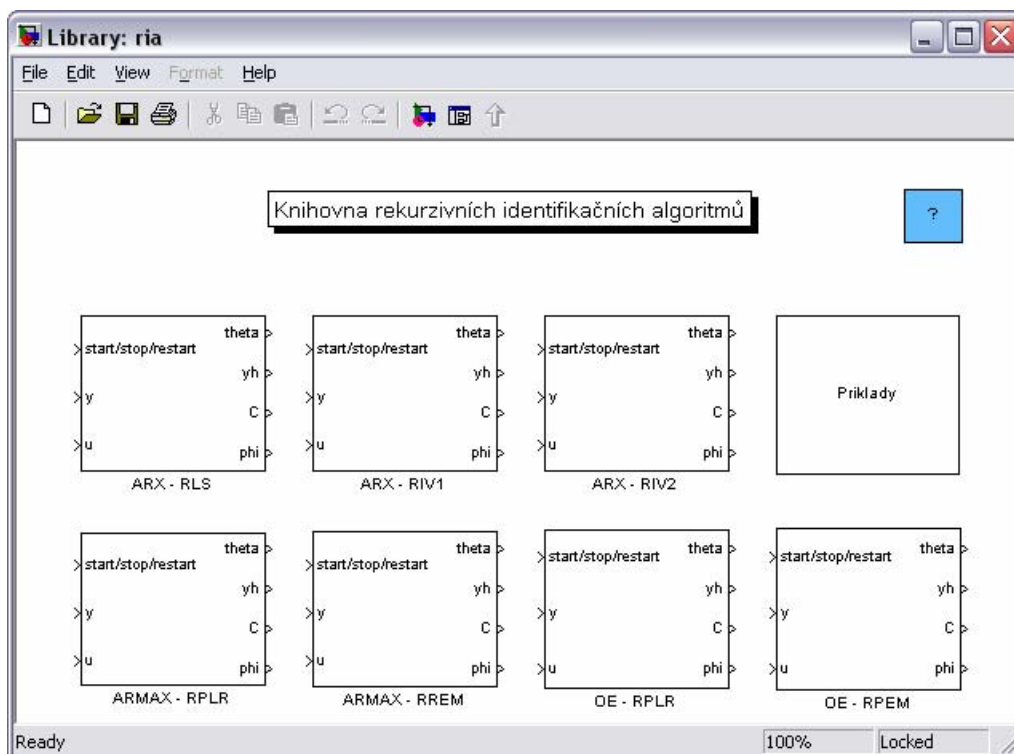 Library: ria
File Edit View Format Help
Knihovna rekurzivních identifikačních algoritmů
?
start/stop/restart
y
u
theta
yh
C
phi
ARX - RLS
start/stop/restart
y
u
theta
yh
C
phi
ARX - RIV1
start/stop/restart
y
u
theta
yh
C
phi
ARX - RIV2
Priklady
start/stop/restart
y
u
theta
yh
C
phi
ARMAX - RPLR
start/stop/restart
y
u
theta
yh
C
phi
ARMAX - RREM
start/stop/restart
y
u
theta
yh
C
phi
OE - RPLR
start/stop/restart
y
u
theta
yh
C
phi
OE - RPEM
Ready 100% Locked